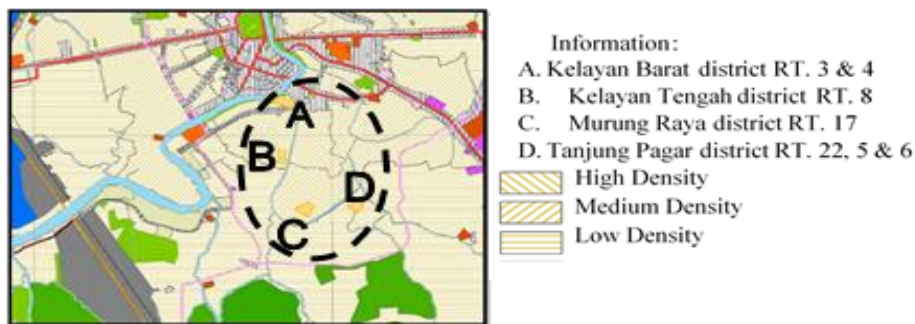 A
B
D
C
Information:
A. Kelayan Barat district RT. 3 & 4
B. Kelayan Tengah district RT. 8
C. Murung Raya district RT. 17
D. Tanjung Pagar district RT. 22, 5 & 6
High Density
Medium Density
Low Density